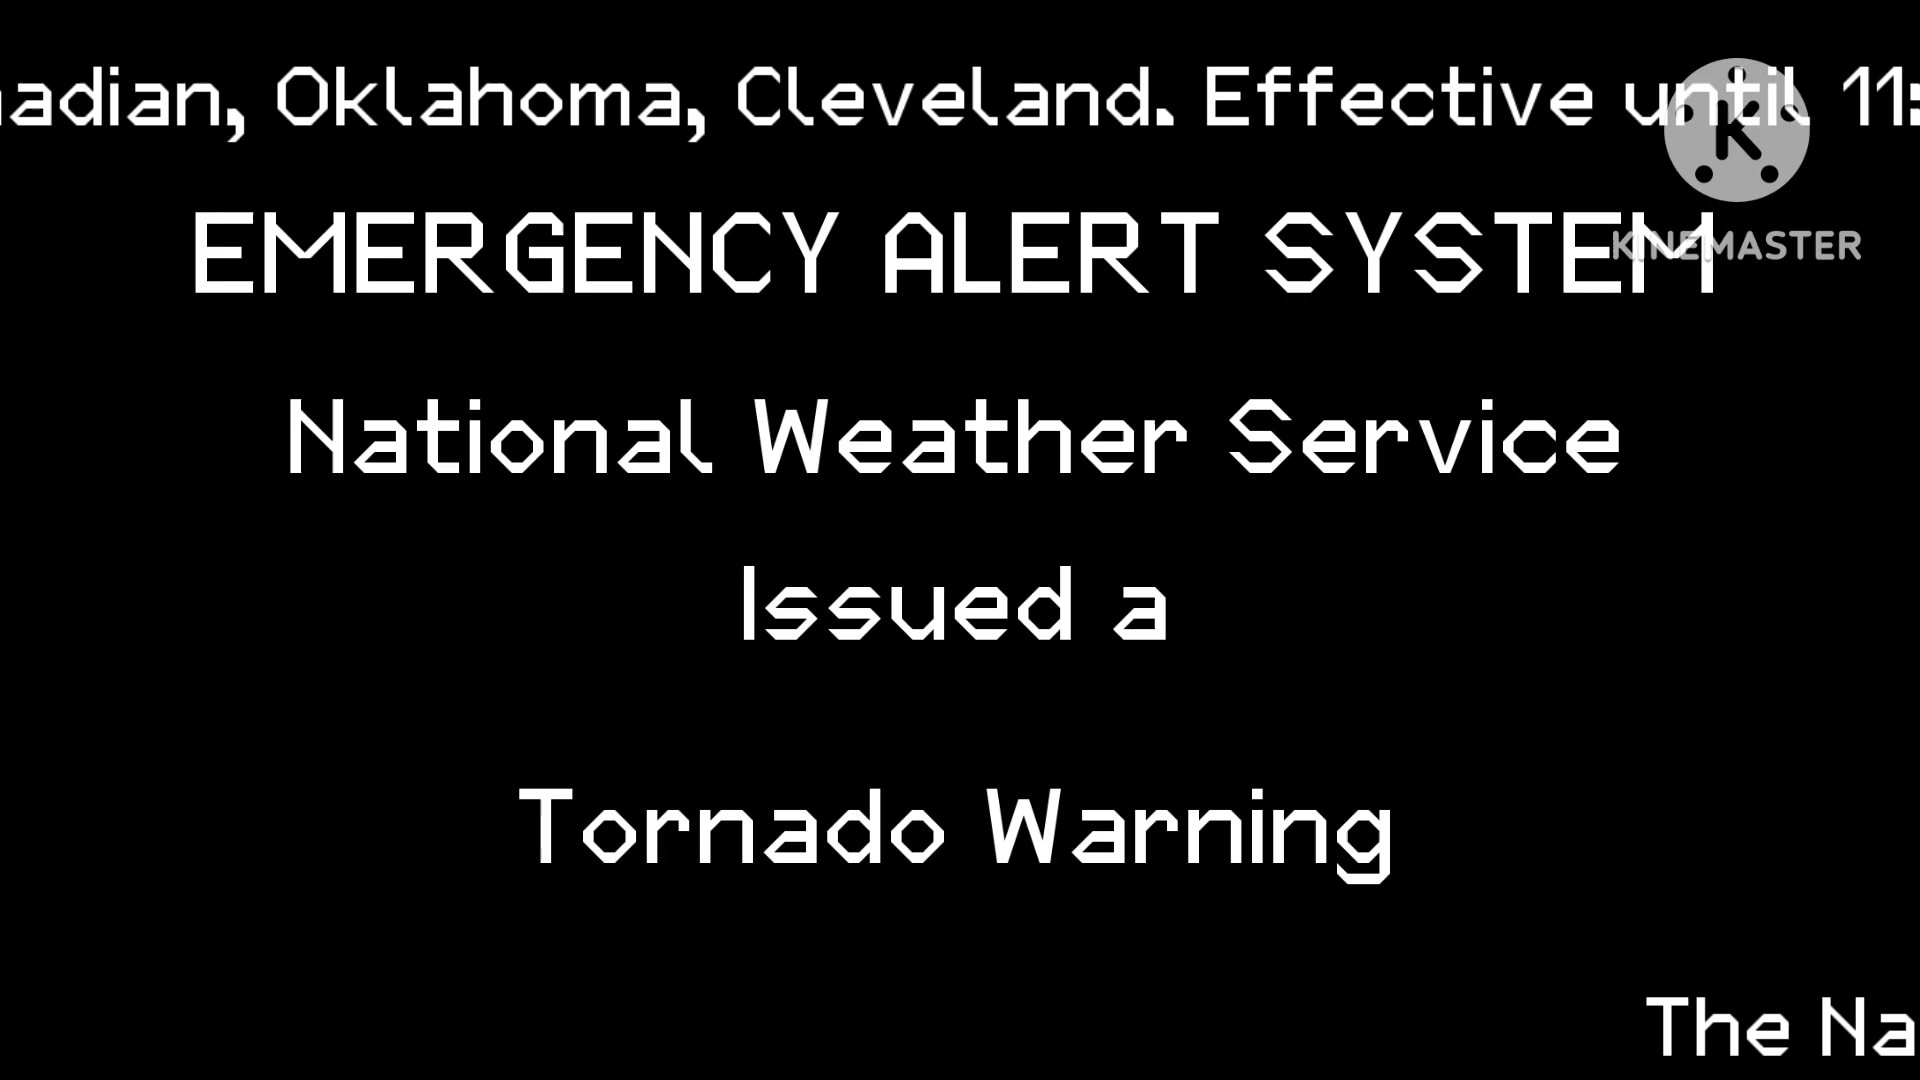 adian, Oklahoma, Cleveland. Effective until 11:
EMERGENCY ALERT SYSTEM
KINEMASTER
National Weather Service
Issued a
Tornado Warning
The Na